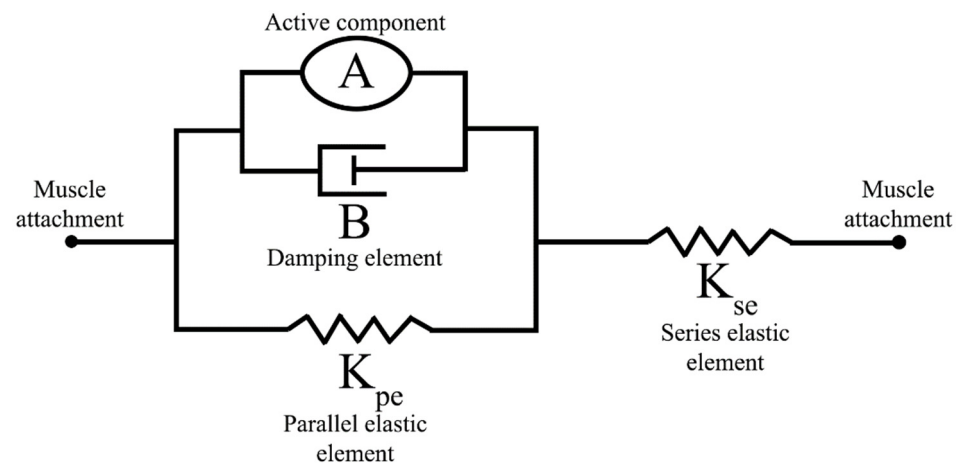 Active component
A
Muscle
attachment
B
Damping element
Muscle
attachment
K
se
Series elastic
element
K
pe
Parallel elastic
element